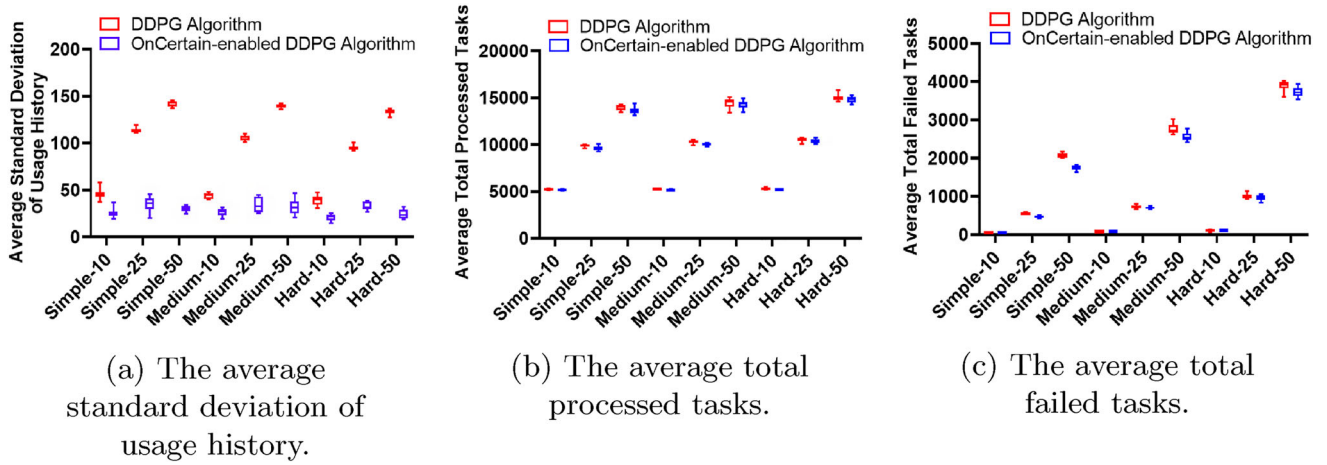 DDPG Algorithm
OnCertain-enabled DDPG Algorithm
Average Standard Deviation
of Usage History
200
150
100
50
0
Simple-10
Simple-25
Simple-50
Medium-10
Medium-25
Medium-50
Hard-10
Hard-25
Hard-50
(a) The average
standard deviation of
usage history.
DDPG Algorithm
OnCertain-enabled DDPG Algorithm
Average Total Processed Tasks
20000
15000
10000
5000
0
Simple-10
Simple-25
Simple-50
Medium-10
Medium-25
Medium-50
Hard-10
Hard-25
Hard-50
(b) The average total
processed tasks.
DDPG Algorithm
OnCertain-enabled DDPG Algorithm
Average Total Failed Tasks
5000
4000
3000
2000
1000
0
Simple-10
Simple-25
Simple-50
Medium-10
Medium-25
Medium-50
Hard-10
Hard-25
Hard-50
(c) The average total
failed tasks.